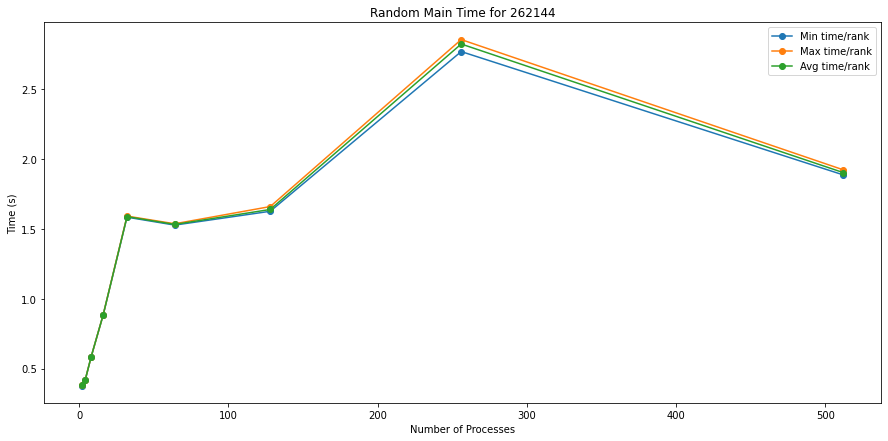 Random Main Time for 262144
Min time/rank
Max time/rank
Avg time/rank
2.5
2.0
1.5
1.0
0.5
Time (s)
0 100 200 300 400 500
Number of Processes